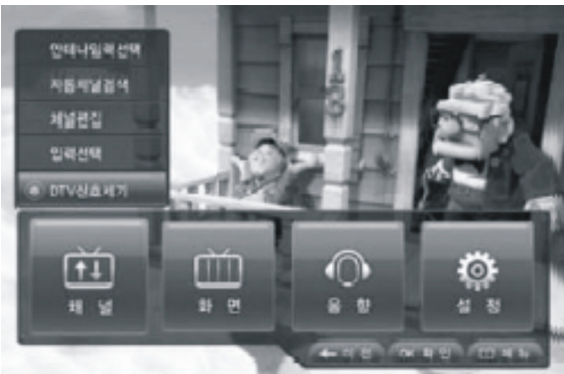 안테나입력선택
자동채널검색
채널편집
입력선택
DTV신호세기
채널
화면
음향
설정
이전 OK 확인 메뉴